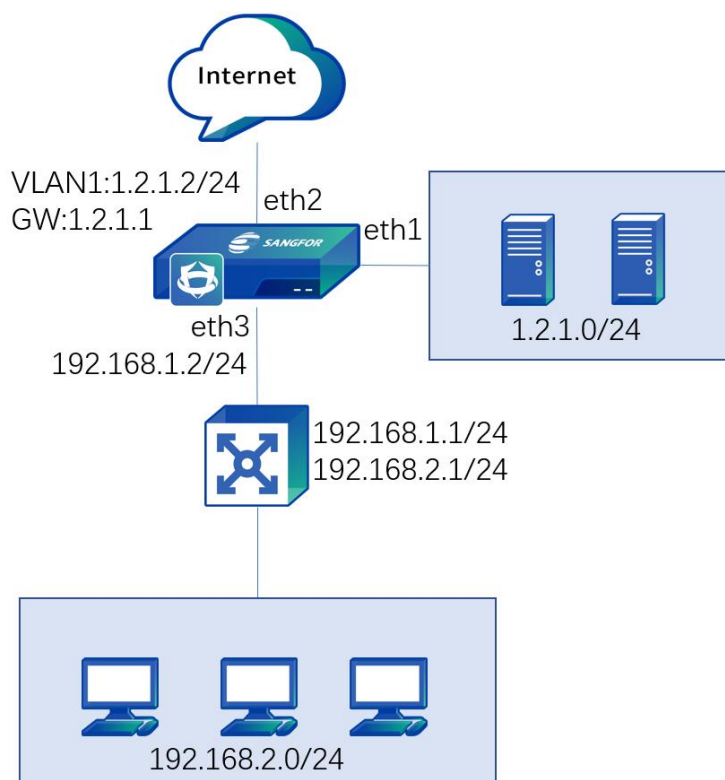 Internet
VLAN1:1.2.1.2/24
GW:1.2.1.1
eth2
SANGFOR
eth1
1.2.1.0/24
eth3
192.168.1.2/24
192.168.1.1/24
192.168.2.1/24
192.168.2.0/24